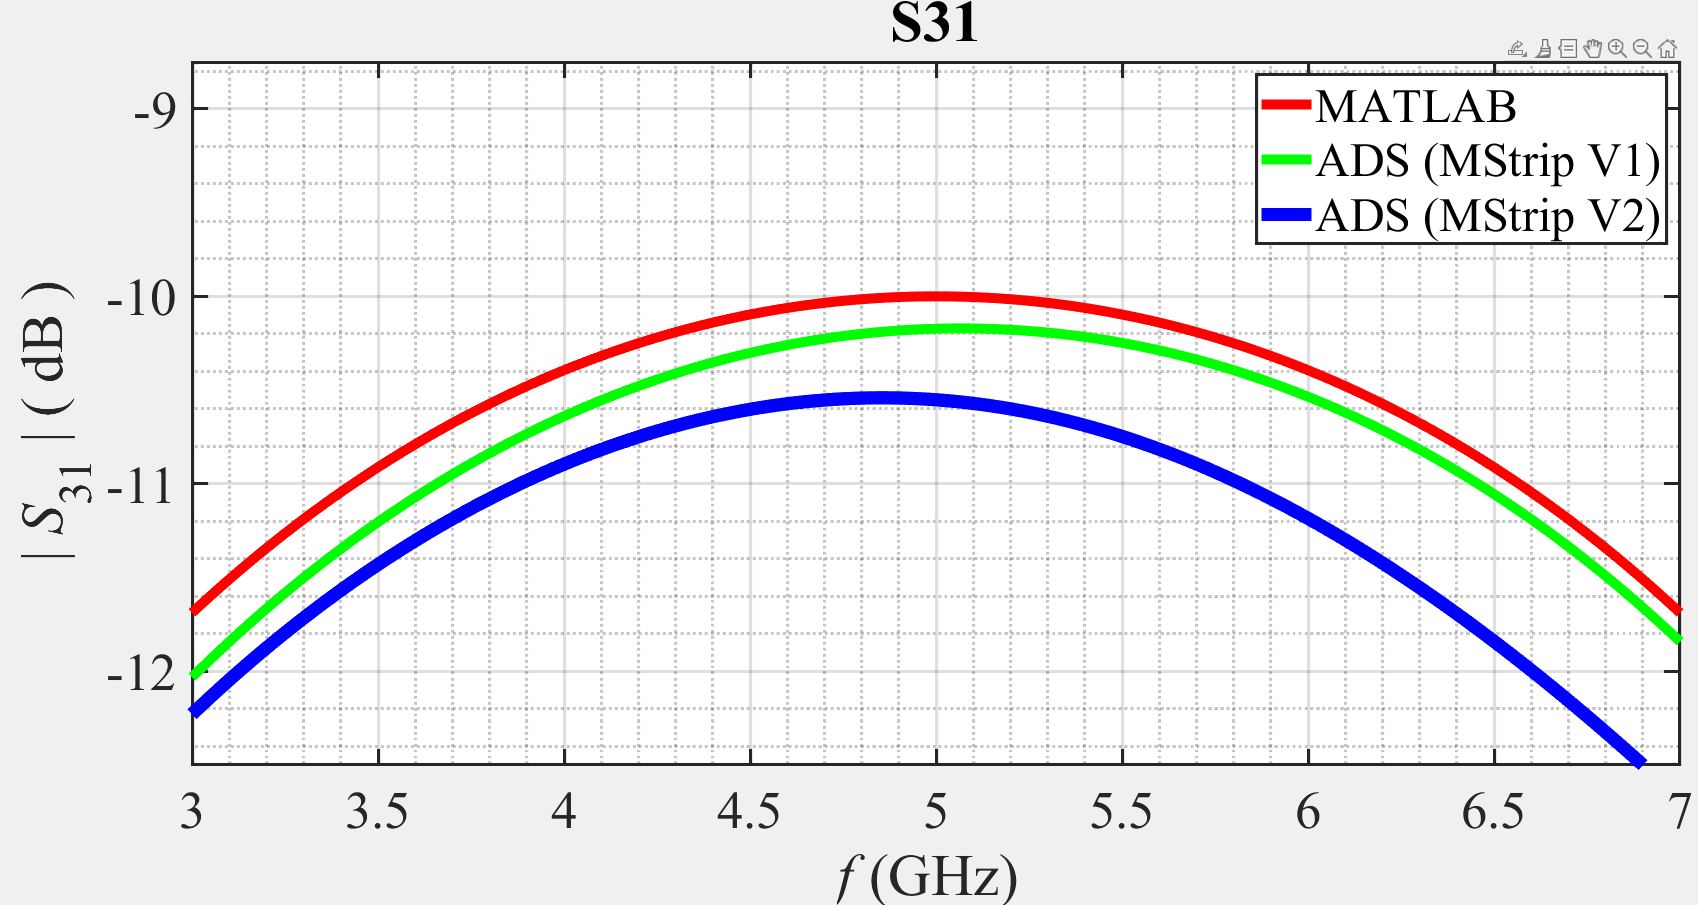 S31
MATLAB
ADS (MStrip V1)
ADS (MStrip V2)
| S31 | ( dB )
-9
-10
-11
-12
3 3.5 4 4.5 5 5.5 6 6.5 7
f (GHz)